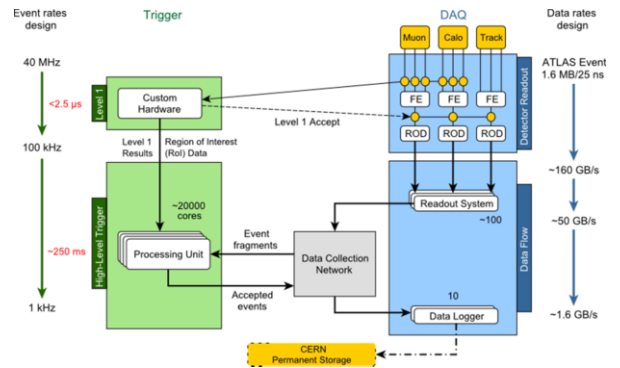 Event rates
design
Trigger
DAQ
Data rates
design
Muon
Calo
Track
40 MHz
ATLAS Event
1.6 MB/25 ns
<2.5 μs
Level 1
Custom
Hardware
FE
FE
FE
Detector Readout
Level 1 Accept
ROD
ROD
ROD
100 kHz
Level 1
Results
Region of Interest
(RoI) Data
~160 GB/s
~20000
cores
Readout System
~100
~50 GB/s
Event
fragments
High-Level Trigger
~250 ms
Processing Unit
Data Collection
Network
Data Flow
Accepted
events
10
1 kHz
Data Logger
~1.6 GB/s
CERN
Permanent Storage